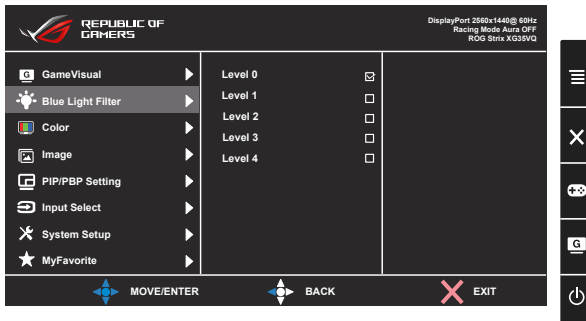 REPUBLIC OF
GAMERS
DisplayPort 2560x1440@ 60Hz
Racing Mode Aura OFF
ROG Strix XG35VQ
G GameVisual
Blue Light Filter
Color
Image
PIP/PBP Setting
Input Select
System Setup
MyFavorite
Level 0
Level 1
Level 2
Level 3
Level 4
MOVE/ENTER
BACK
EXIT
G